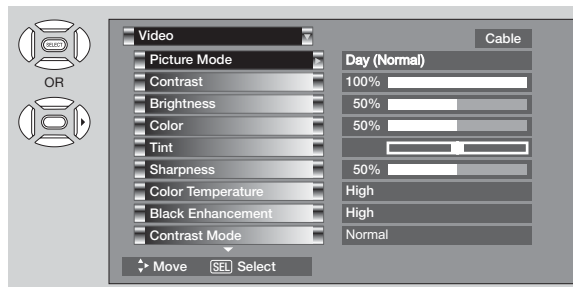 SELECT
OR
Video
Cable
Picture Mode Day (Normal)
Contrast 100%
Brightness 50%
Color 50%
Tint
Sharpness 50%
Color Temperature High
Black Enhancement High
Contrast Mode Normal
Move SEL Select